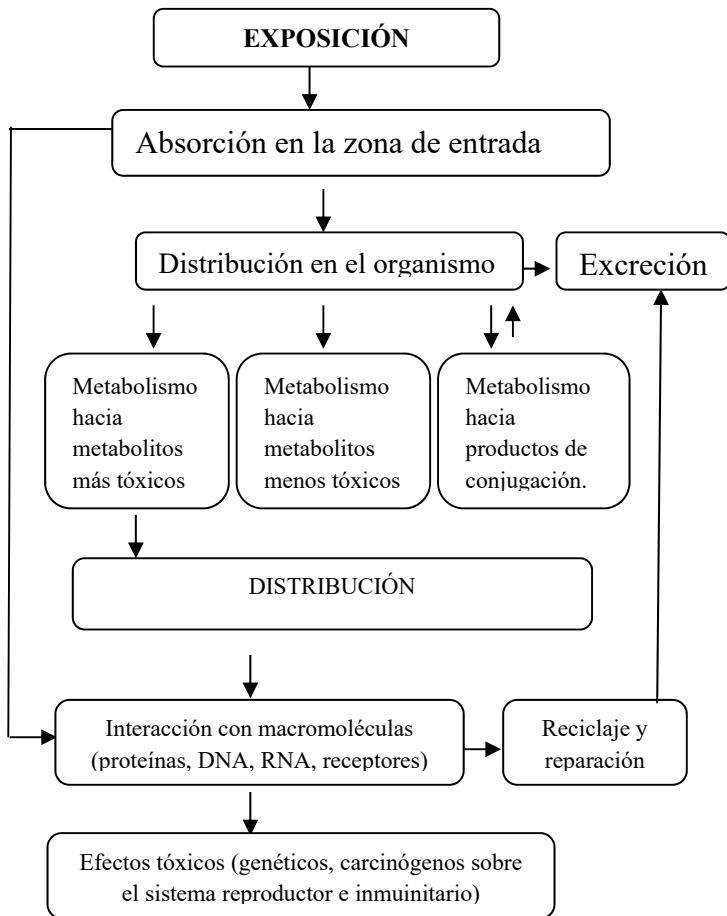 EXPOSICIÓN
Absorción en la zona de entrada
Distribución en el organismo
Excreción
Metabolismo
hacia
metabolitos
más tóxicos
Metabolismo
hacia
metabolitos
menos tóxicos
Metabolismo
hacia
productos de
conjugación.
DISTRIBUCIÓN
Interacción con macromoléculas
(proteínas, DNA, RNA, receptores)
Reciclaje y
reparación
Efectos tóxicos (genéticos, carcinógenos sobre
el sistema reproductor e inmuinitario)